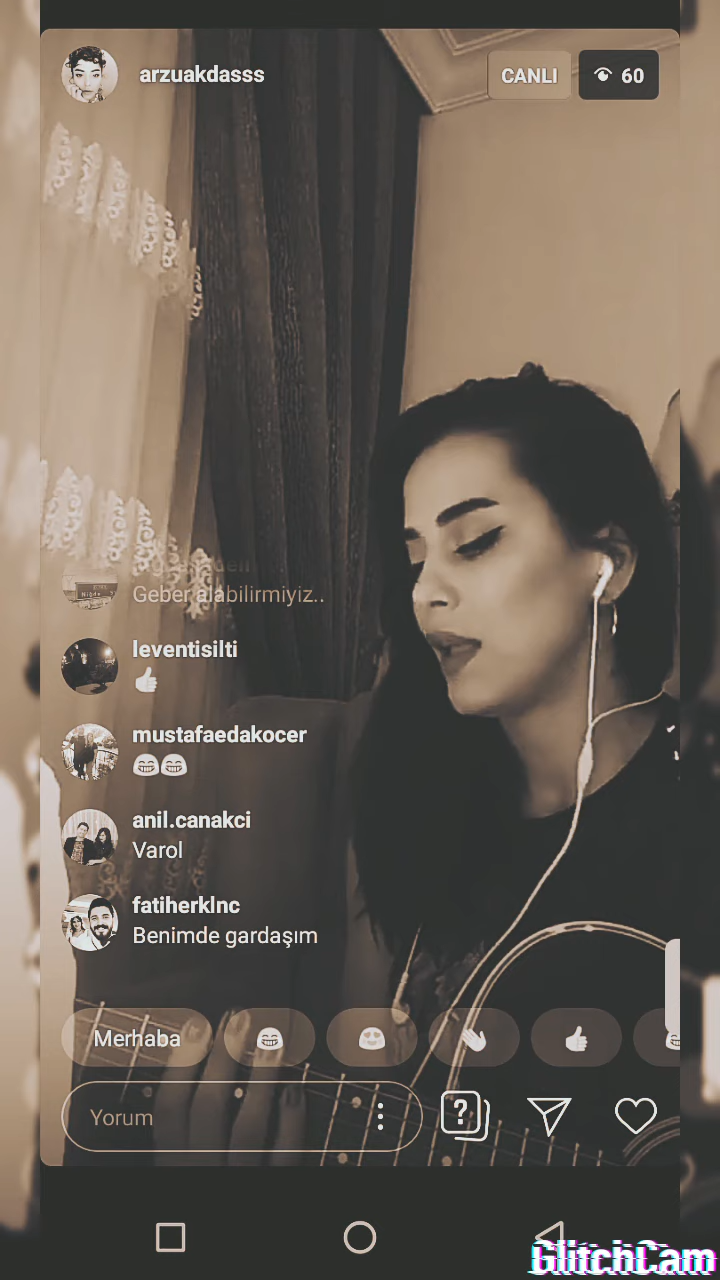 arzuakdasss
CANLI
60
Geber alabilirmiyiz..
leventisilti
mustafaedakocer
anil.canakci
Varol
fatiherklnc
Benimde gardaşım
Merhaba
Yorum
?
GlitchCam